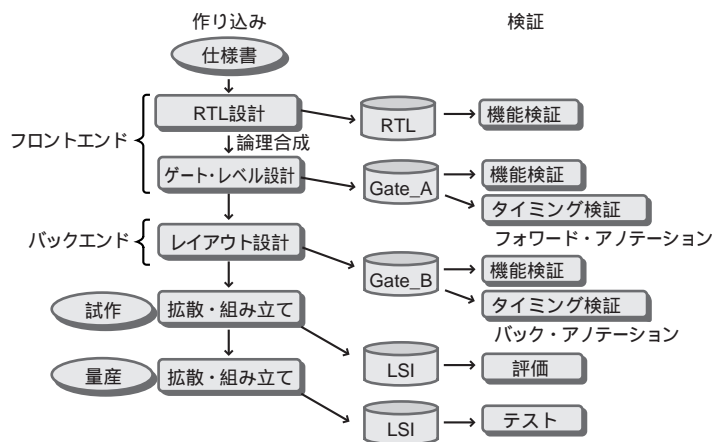 作り込み
検証
仕様書
RTL設計
RTL
機能検証
フロントエンド
論理合成
ゲート・レベル設計
Gate_A
機能検証
タイミング検証
フォワード・アノテーション
バックエンド
レイアウト設計
Gate_B
機能検証
タイミング検証
バック・アノテーション
試作
拡散・組み立て
LSI
評価
量産
拡散・組み立て
LSI
テスト